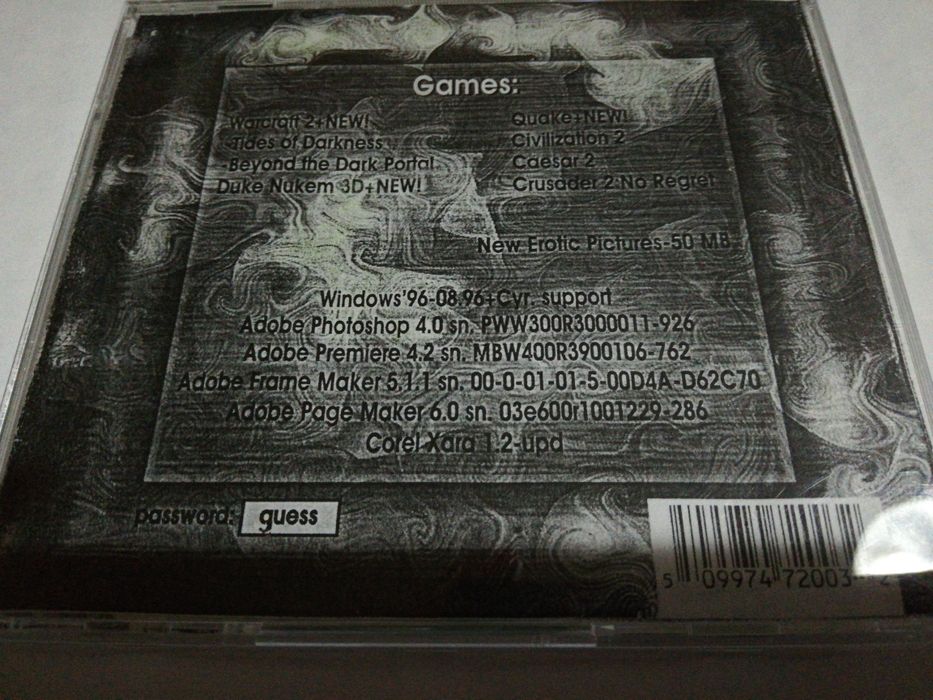 Games:
Warcraft 2+NEW!
-Tides of Darkness
-Beyond the Dark Portal
Duke Nukem 3D+NEW!
Quake+NEW!
Civilization 2
Caesar 2
Crusader 2:No Regret
New Erotic Pictures-50 MB
Windows'96-08.96+Cyr. support
Adobe Photoshop 4.0 sn. PWW300R3000011-926
Adobe Premiere 4.2 sn. MBW400R3900106-762
Adobe Frame Maker 5.1.1 sn. 00-0-01-01-5-00D4A-D62C70
Adobe Page Maker 6.0 sn. 03e600r1001229-286
Corel Xara 1.2-upd
password: guess
5 09974 72003 2